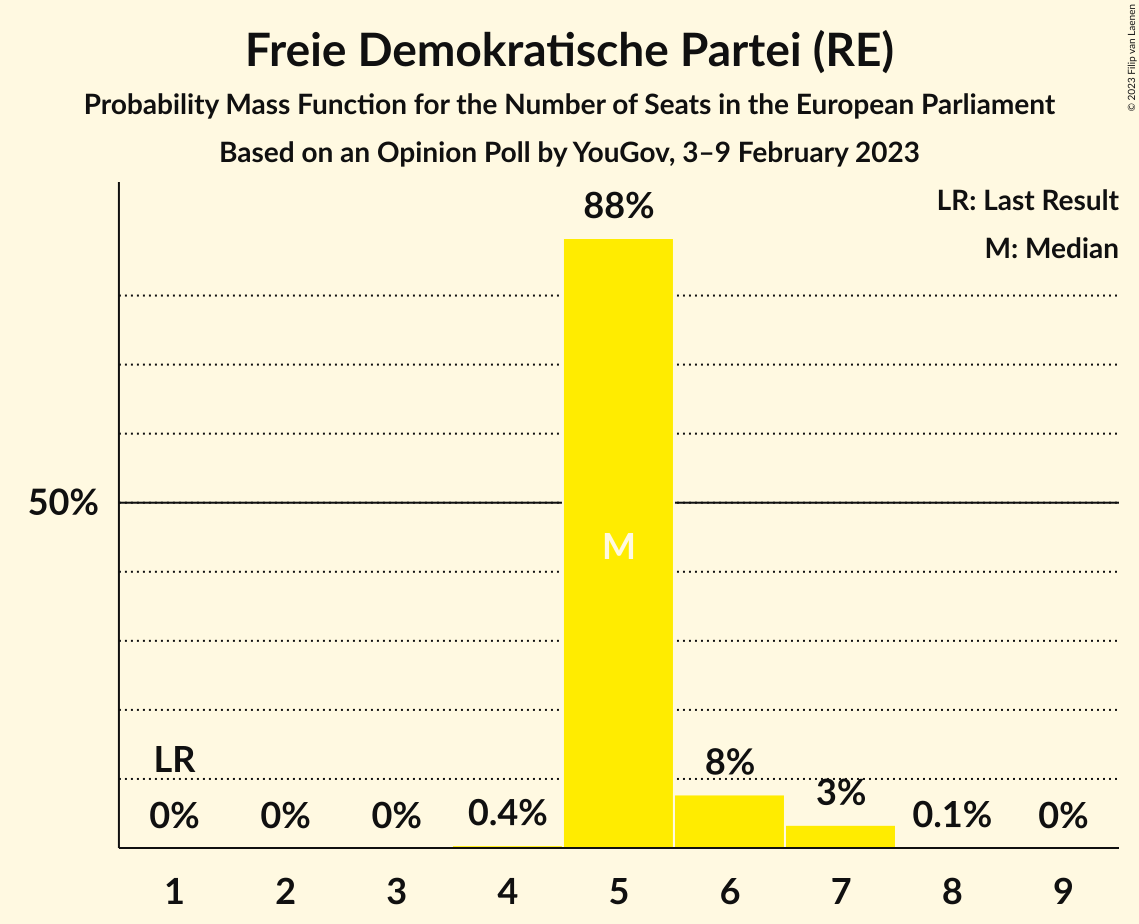 Freie Demokratische Partei (RE)
Probability Mass Function for the Number of Seats in the European Parliament
Based on an Opinion Poll by YouGov, 3–9 February 2023
© 2023 Filip van Laenen
LR: Last Result
M: Median
88%
50%
M
LR
0%
0%
0%
0.4%
8%
3%
0.1%
0%
1 2 3 4 5 6 7 8 9